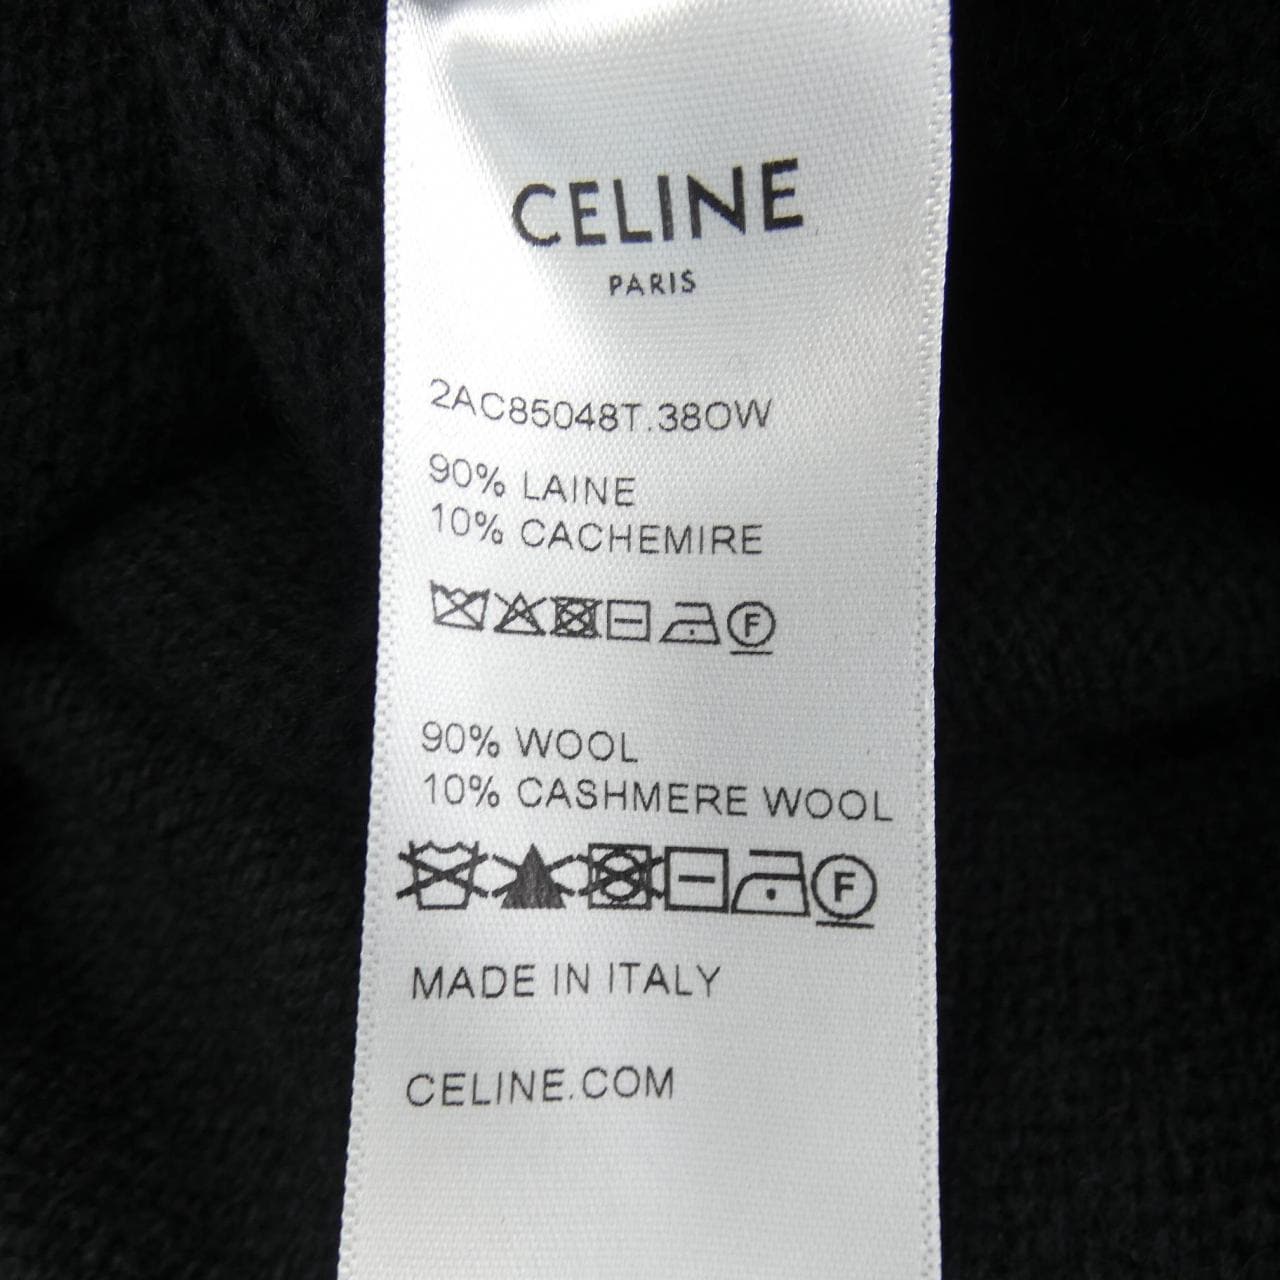 CELINE
PARIS
2AC85048T.38OW
90% LAINE
10% CACHEMIRE
F
90% WOOL
10% CASHMERE WOOL
F
MADE IN ITALY
CELINE.COM